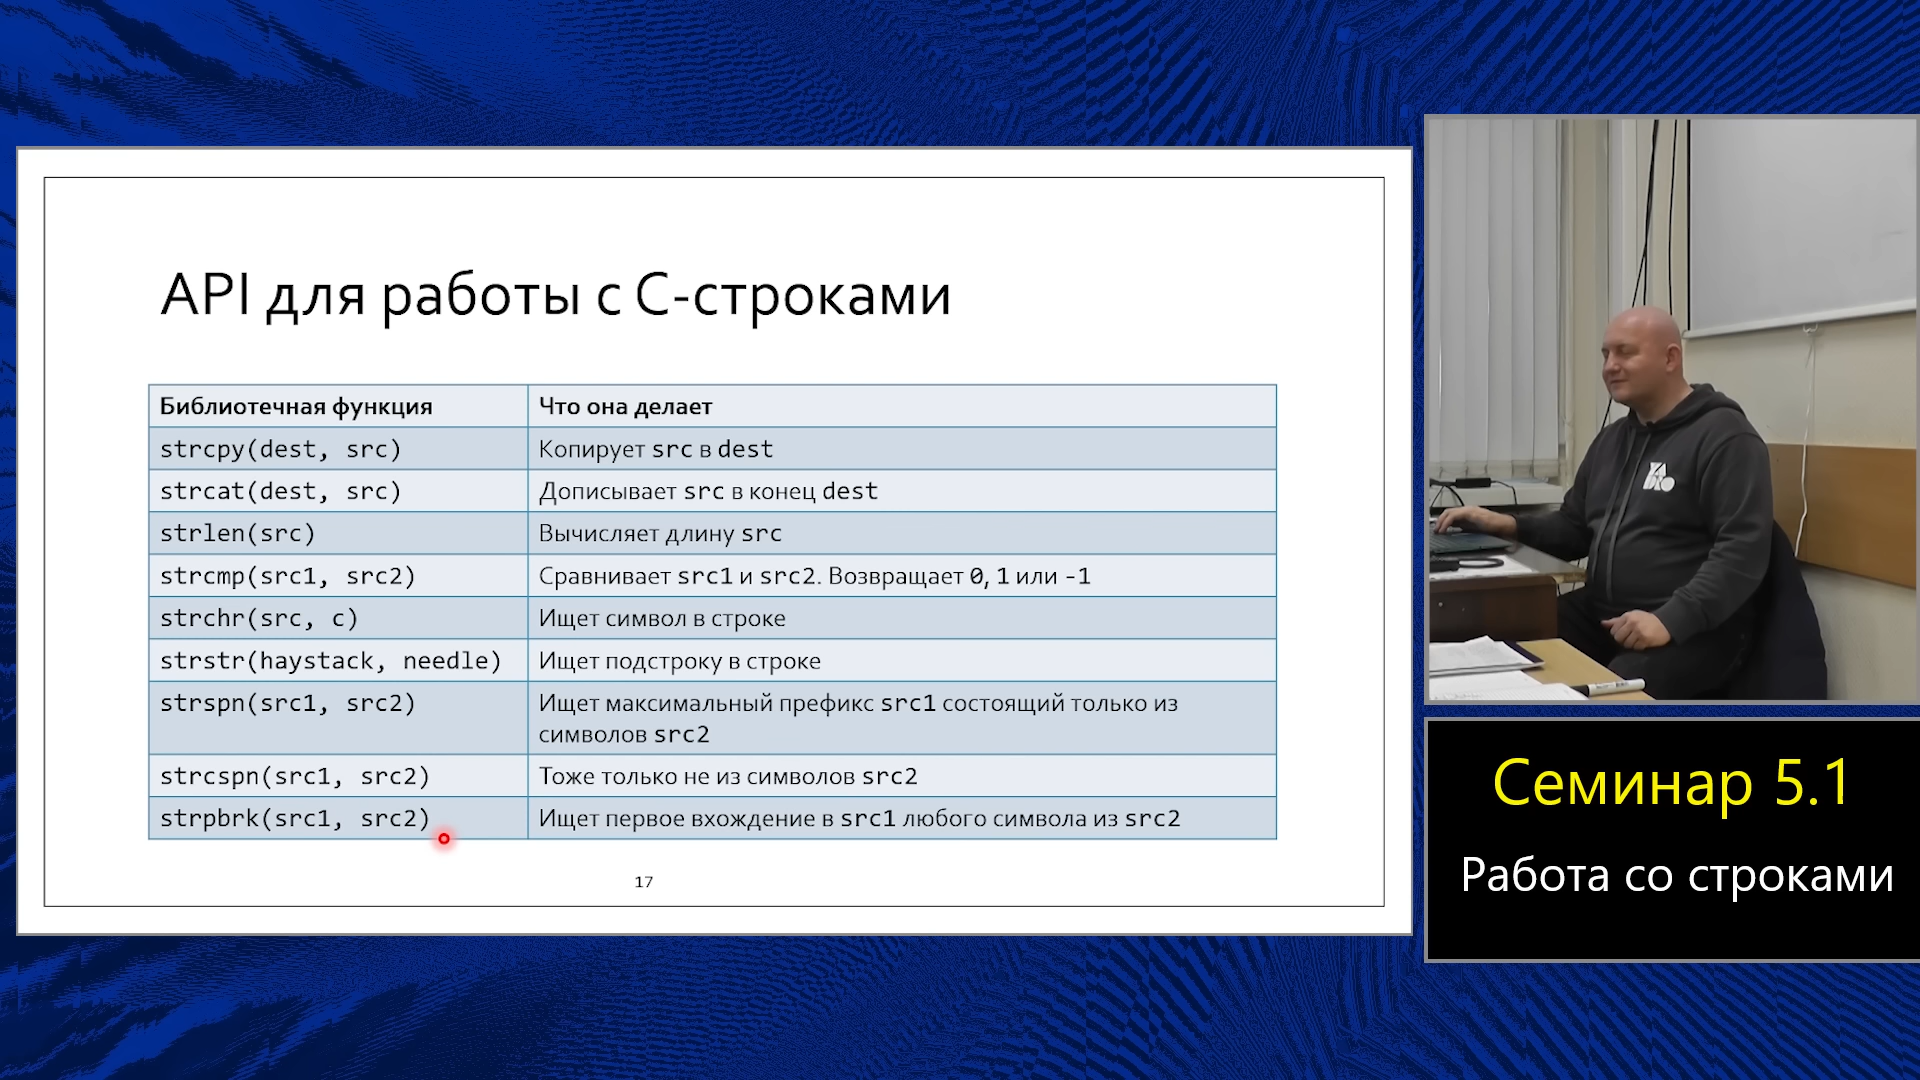 API для работы с С-строками
Библиотечная функция Что она делает
strcpy(dest, src) Копирует src в dest
strcat(dest, src) Дописывает src в конец dest
strlen(src) Вычисляет длину src
strcmp(src1, src2) Сравнивает src1 и src2. Возвращает 0, 1 или -1
strchr(src, c) Ищет символ в строке
strstr(haystack, needle) Ищет подстроку в строке
strspn(src1, src2) Ищет максимальный префикс src1 состоящий только из
символов src2
strcspn(src1, src2) Тоже только не из символов src2
strpbrk(src1, src2) Ищет первое вхождение в src1 любого символа из src2
17
YADRO
Семинар 5.1
Работа со строками